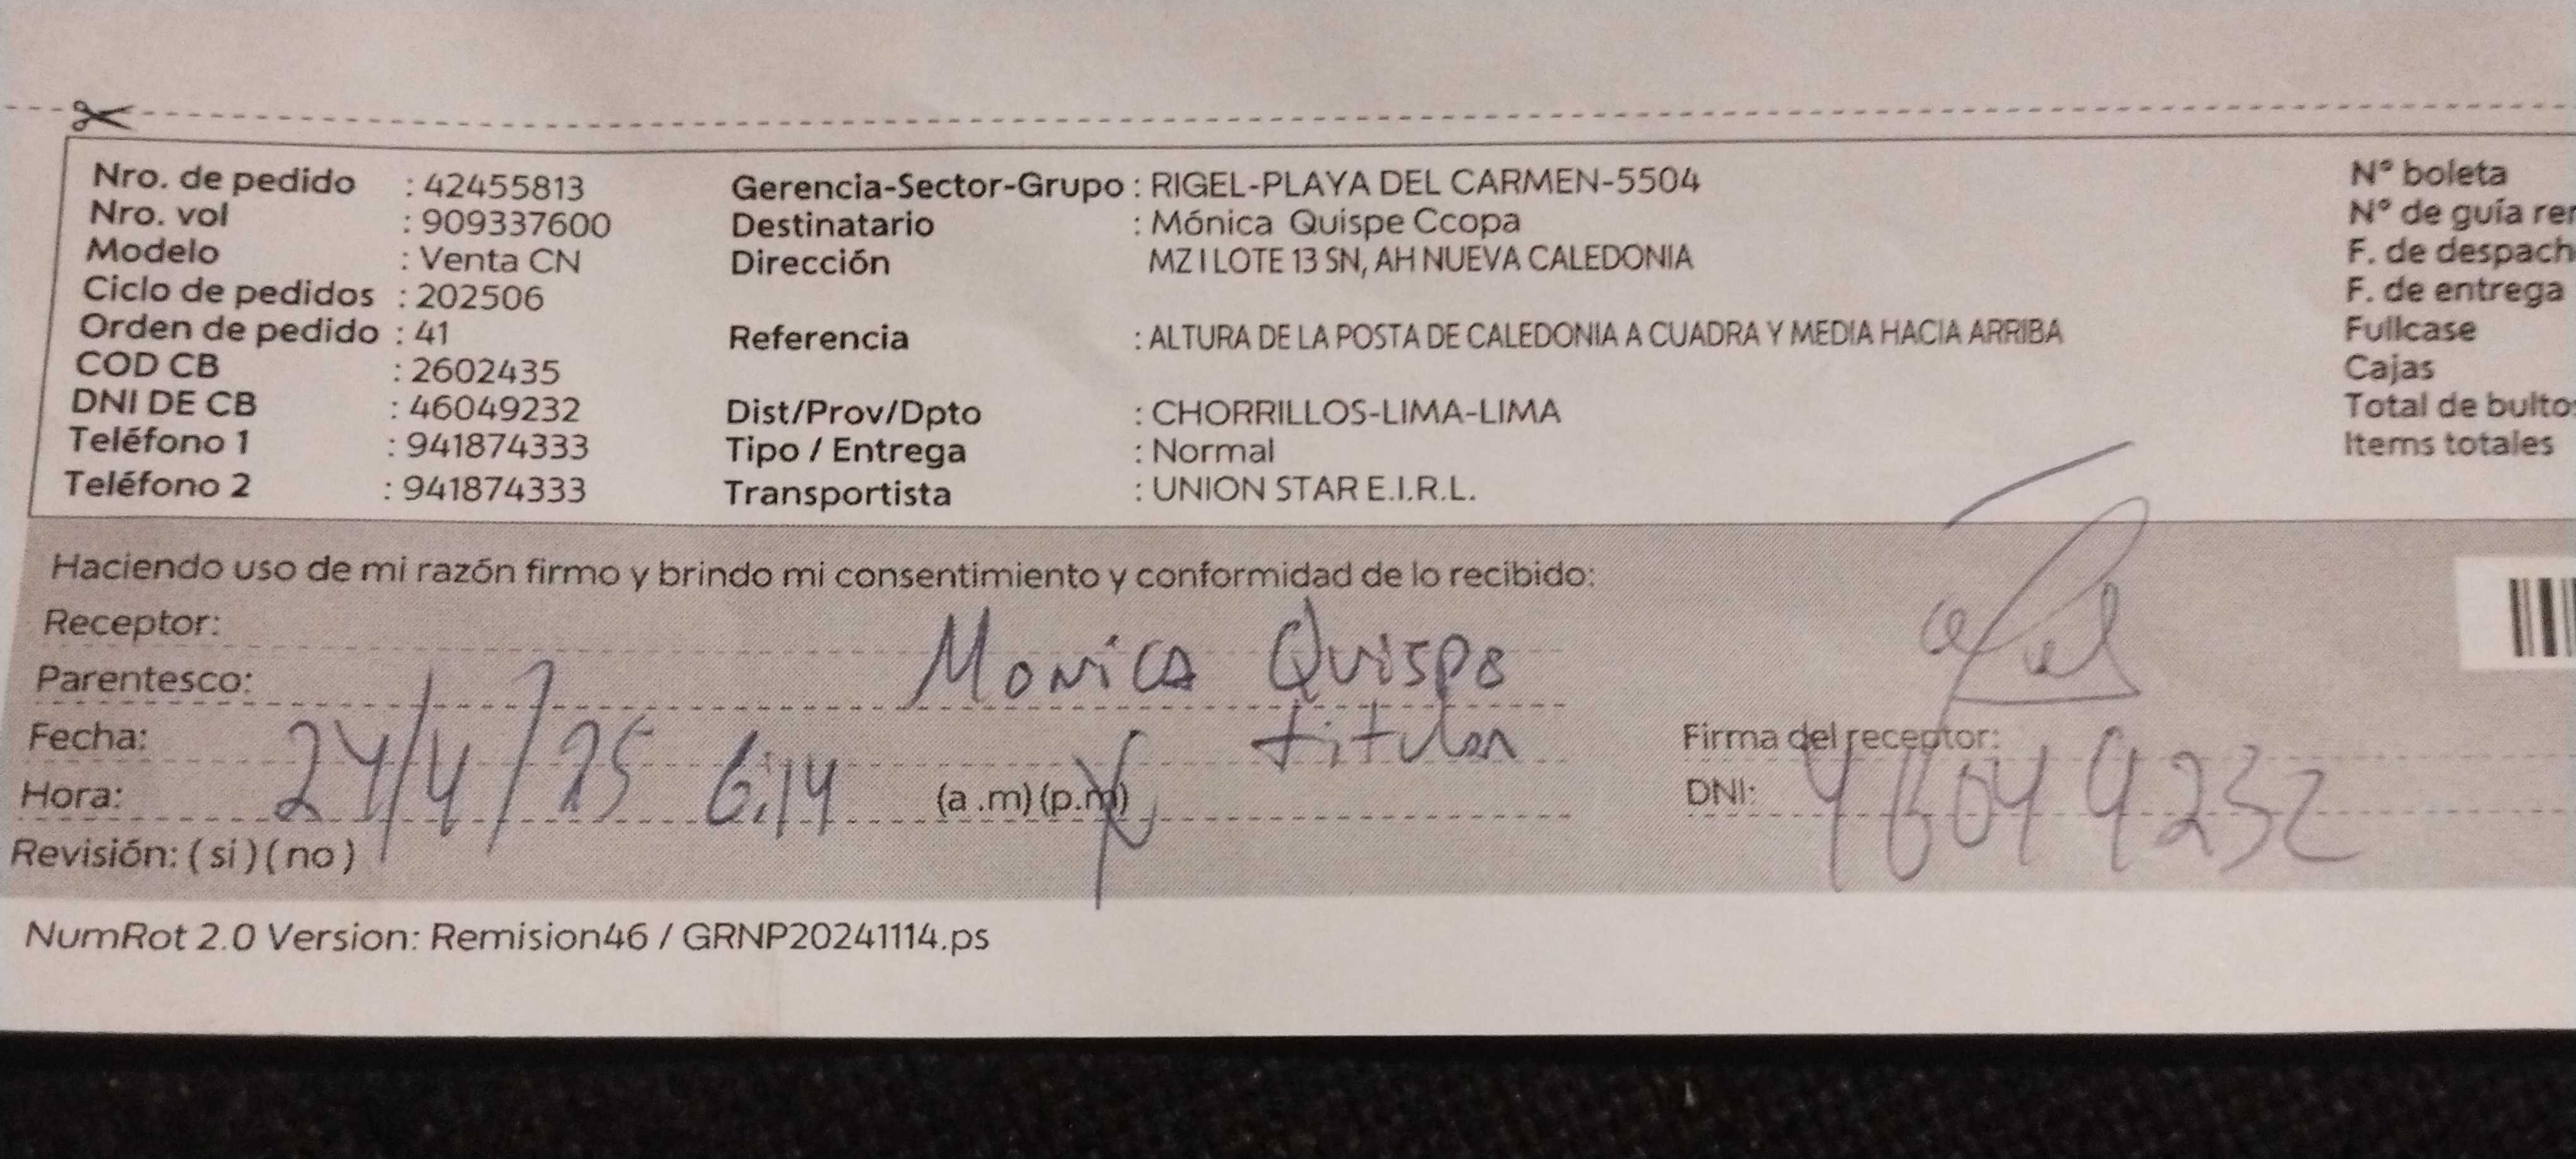 Nro. de pedido : 42455813
Nro. vol : 909337600
Modelo : Venta CN
Ciclo de pedidos : 202506
Orden de pedido : 41
COD CB : 2602435
DNI DE CB : 46049232
Teléfono 1 : 941874333
Teléfono 2 : 941874333
Gerencia-Sector-Grupo : RIGEL-PLAYA DEL CARMEN-5504
Destinatario : Mónica Quispe Ccopa
Dirección MZ I LOTE 13 SN, AH NUEVA CALEDONIA
Referencia : ALTURA DE LA POSTA DE CALEDONIA A CUADRA Y MEDIA HACIA ARRIBA
Dist/Prov/Dpto : CHORRILLOS-LIMA-LIMA
Tipo / Entrega : Normal
Transportista : UNION STAR E.I.R.L.
N° boleta
N° de guía rem
F. de despach
F. de entrega
Fullcase
Cajas
Total de bultos
Items totales
Haciendo uso de mi razón firmo y brindo mi consentimiento y conformidad de lo recibido:
Receptor: Monica Quispe
Parentesco: titular
Fecha: 24/4/25
Hora: 6:14 (a .m) (p.m)
Revisión: ( si ) ( no )
Firma del receptor:
DNI: 46049232
NumRot 2.0 Version: Remision46 / GRNP20241114.ps